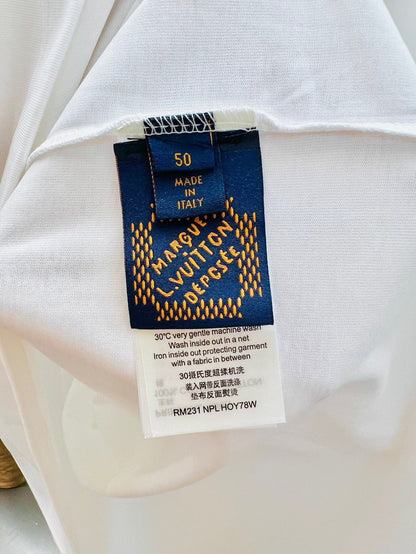 50
MADE
IN
ITALY
MARQUE
L.VUITTON
DEPOSEE
30°C very gentle machine wash
Wash inside out in a net
Iron inside out protecting garment
with a fabric in between
30摄氏度超揉机洗
装入网带反面洗涤
垫布反面熨烫
RM231 NPL HOY78W